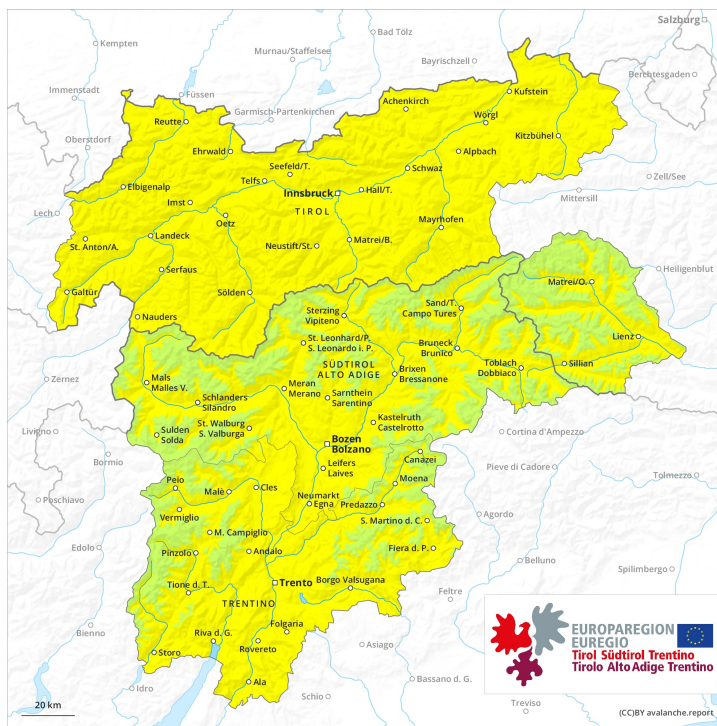 Salzburg
Kempten
Bad Tölz
Murnau/Staffelsee
Bayrischzell
Berchtesgaden
Immenstadt
Füssen
Garmisch-Partenkirchen
Achenkirch
Kufstein
Reutte
Wörgl
Oberstdorf
Ehrwald
Kitzbühel
Alpbach
Seefeld/T.
Schwaz
Zell/See
Telfs
Elbigenalp
Innsbruck
Hall/T.
Mittersill
Imst
TIROL
Lech
Oetz
Mayrhofen
St. Anton/A.
Landeck
Neustift/St.
Matrei/B.
Serfaus
Heiligenblut
Galtür
Sölden
Matrei/O.
Nauders
Sterzing
Vipiteno
Sand/T.
Campo Tures
Lienz
St. Leonhard/P.
S. Leonardo i. P.
Bruneck
Brunico
Toblach
Dobbiaco
Sillian
SÜDTIROL
ALTO ADIGE
Brixen
Bressanone
Zernez
Mals
Malles V.
Meran
Merano
Sarnthein
Sarentino
Schlanders
Silandro
St. Walburg
S. Valburga
Kastelruth
Castelrotto
Livigno
Sulden
Solda
Bozen
Bolzano
Cortina d'Ampezzo
Bormio
Canazei
Pieve di Cadore
Leifers
Laives
Tolmezzo
Moena
Peio
Malè
Cles
Neumarkt
Egna
Predazzo
Poschiavo
Vermiglio
Agordo
S. Martino d. C.
M. Campiglio
Edolo
Pinzolo
Andalo
Fiera d. P.
Belluno
Spilimbergo
Trento
Tione d. T.
Borgo Valsugana
Feltre
TRENTINO
Bienno
Folgaria
Riva d. G.
Rovereto
Asiago
Storo
Bassano d. G.
Ala
Idro
Schio
Treviso
EUROPAREGION
EUREGIO
Tirol Südtirol Trentino
Tirolo Alto Adige Trentino
20 km
(CC)BY avalanche.report